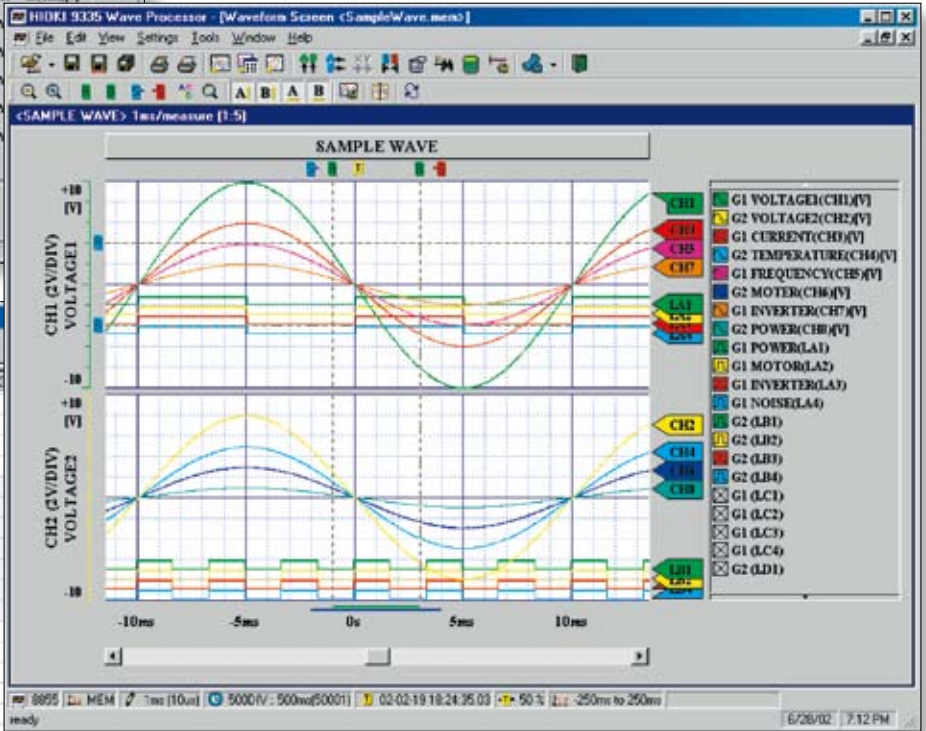 HIOKI 9335 Wave Processor - [Waveform Screen <SampleWave.mem>]
File Edit View Settings Tools Window Help
A B A B
<SAMPLE WAVE> 1ms/measure (1:5)
SAMPLE WAVE
+10
[V]
CH1 (2V/DIV)
VOLTAGE1
-10
+10
[V]
CH2 (2V/DIV)
VOLTAGE2
-10
CH1
CH3
CH5
CH7
LA1
CH2
CH4
CH6
CH8
LB1
-10ms -5ms 0s 5ms 10ms
G1 VOLTAGE1(CH1)[V]
G2 VOLTAGE2(CH2)[V]
G1 CURRENT(CH3)[V]
G2 TEMPERATURE(CH4)[V]
G1 FREQUENCY(CH5)[V]
G2 MOTER(CH6)[V]
G1 INVERTER(CH7)[V]
G2 POWER(CH8)[V]
G1 POWER(LA1)
G1 MOTOR(LA2)
G1 INVERTER(LA3)
G1 NOISE(LA4)
G2 (LB1)
G2 (LB2)
G2 (LB3)
G2 (LB4)
G1 (LC1)
G1 (LC2)
G1 (LC3)
G1 (LC4)
G2 (LD1)
8855 MEM 1ms (10us) 500DIV : 500ms(50001) 02-02-19 18:24:35.03 50 % -250ms to 250ms
ready 6/28/02 7:12 PM